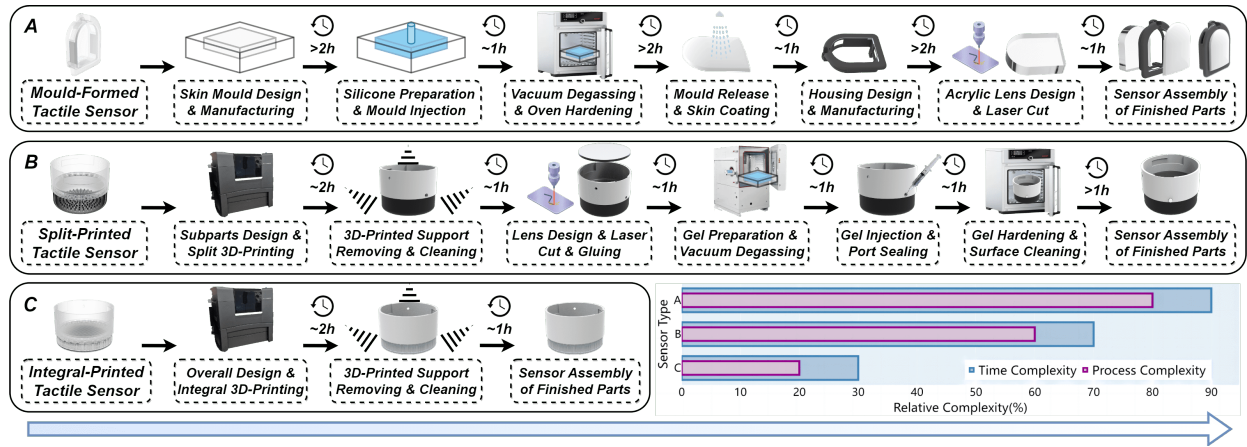 A
>2h
~1h
>2h
~1h
>2h
~1h
Mould-Formed
Tactile Sensor
Skin Mould Design
& Manufacturing
Silicone Preparation
& Mould Injection
Vacuum Degassing
& Oven Hardening
Mould Release
& Skin Coating
Housing Design
& Manufacturing
Acrylic Lens Design
& Laser Cut
Sensor Assembly
of Finished Parts
B
~2h
~1h
~1h
~1h
~1h
>1h
Split-Printed
Tactile Sensor
Subparts Design &
Split 3D-Printing
3D-Printed Support
Removing & Cleaning
Lens Design & Laser
Cut & Gluing
Gel Preparation &
Vacuum Degassing
Gel Injection &
Port Sealing
Gel Hardening &
Surface Cleaning
Sensor Assembly
of Finished Parts
C
~2h
~1h
Integral-Printed
Tactile Sensor
Overall Design &
Integral 3D-Printing
3D-Printed Support
Removing & Cleaning
Sensor Assembly
of Finished Parts
Sensor Type
A
B
C
Time Complexity
Process Complexity
0 10 20 30 40 50 60 70 80 90
Relative Complexity(%)